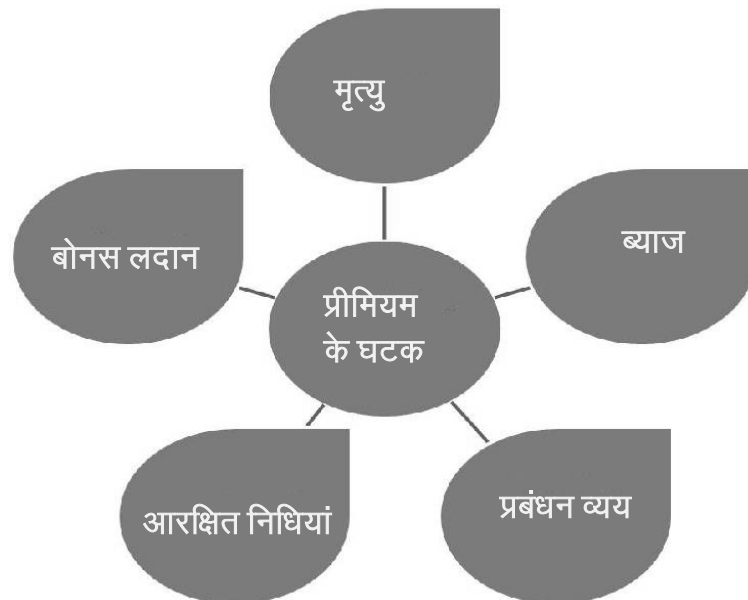 मृत्यु
ब्याज
प्रबंधन व्यय
आरक्षित निधियां
बोनस लदान
प्रीमियम
के घटक